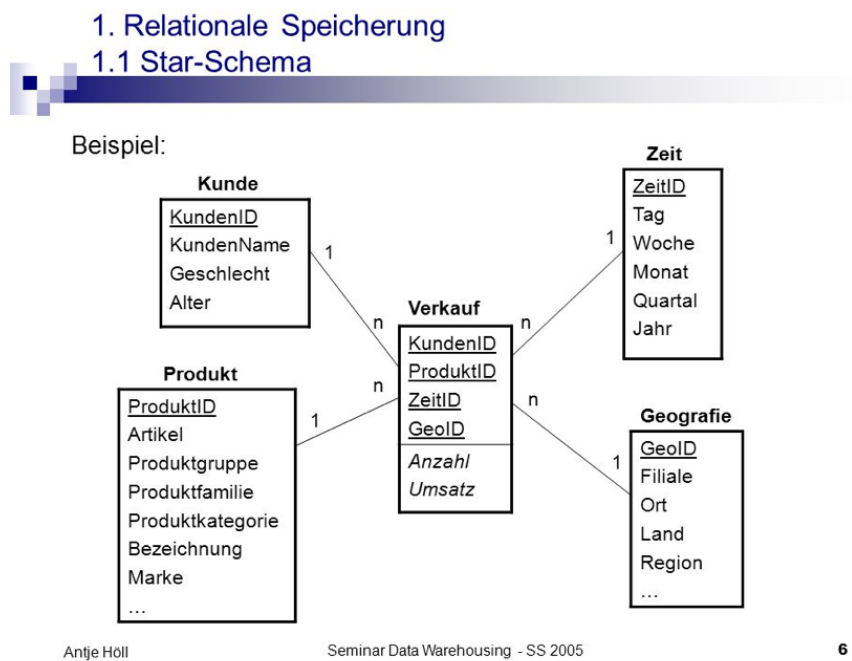 1. Relationale Speicherung
1.1 Star-Schema
Beispiel:
Kunde
KundenID
KundenName
Geschlecht
Alter
1
n
Zeit
ZeitID
Tag
Woche
Monat
Quartal
Jahr
1
n
Verkauf
KundenID
ProduktID
ZeitID
GeoID
Anzahl
Umsatz
Produkt
ProduktID
Artikel
Produktgruppe
Produktfamilie
Produktkategorie
Bezeichnung
Marke
...
1
n
Geografie
GeoID
Filiale
Ort
Land
Region
...
1
n
Antje Höll
Seminar Data Warehousing - SS 2005
6